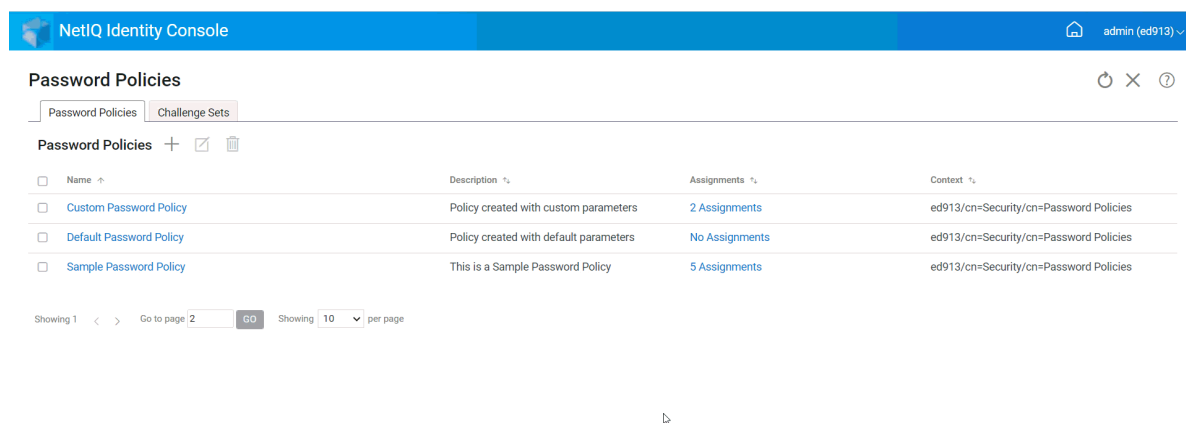 NetIQ Identity Console admin (ed913)
Password Policies
Password Policies Challenge Sets
Password Policies
Name Description Assignments Context
Custom Password Policy Policy created with custom parameters 2 Assignments ed913/cn=Security/cn=Password Policies
Default Password Policy Policy created with default parameters No Assignments ed913/cn=Security/cn=Password Policies
Sample Password Policy This is a Sample Password Policy 5 Assignments ed913/cn=Security/cn=Password Policies
Showing 1 < > Go to page 2 GO Showing 10 per page